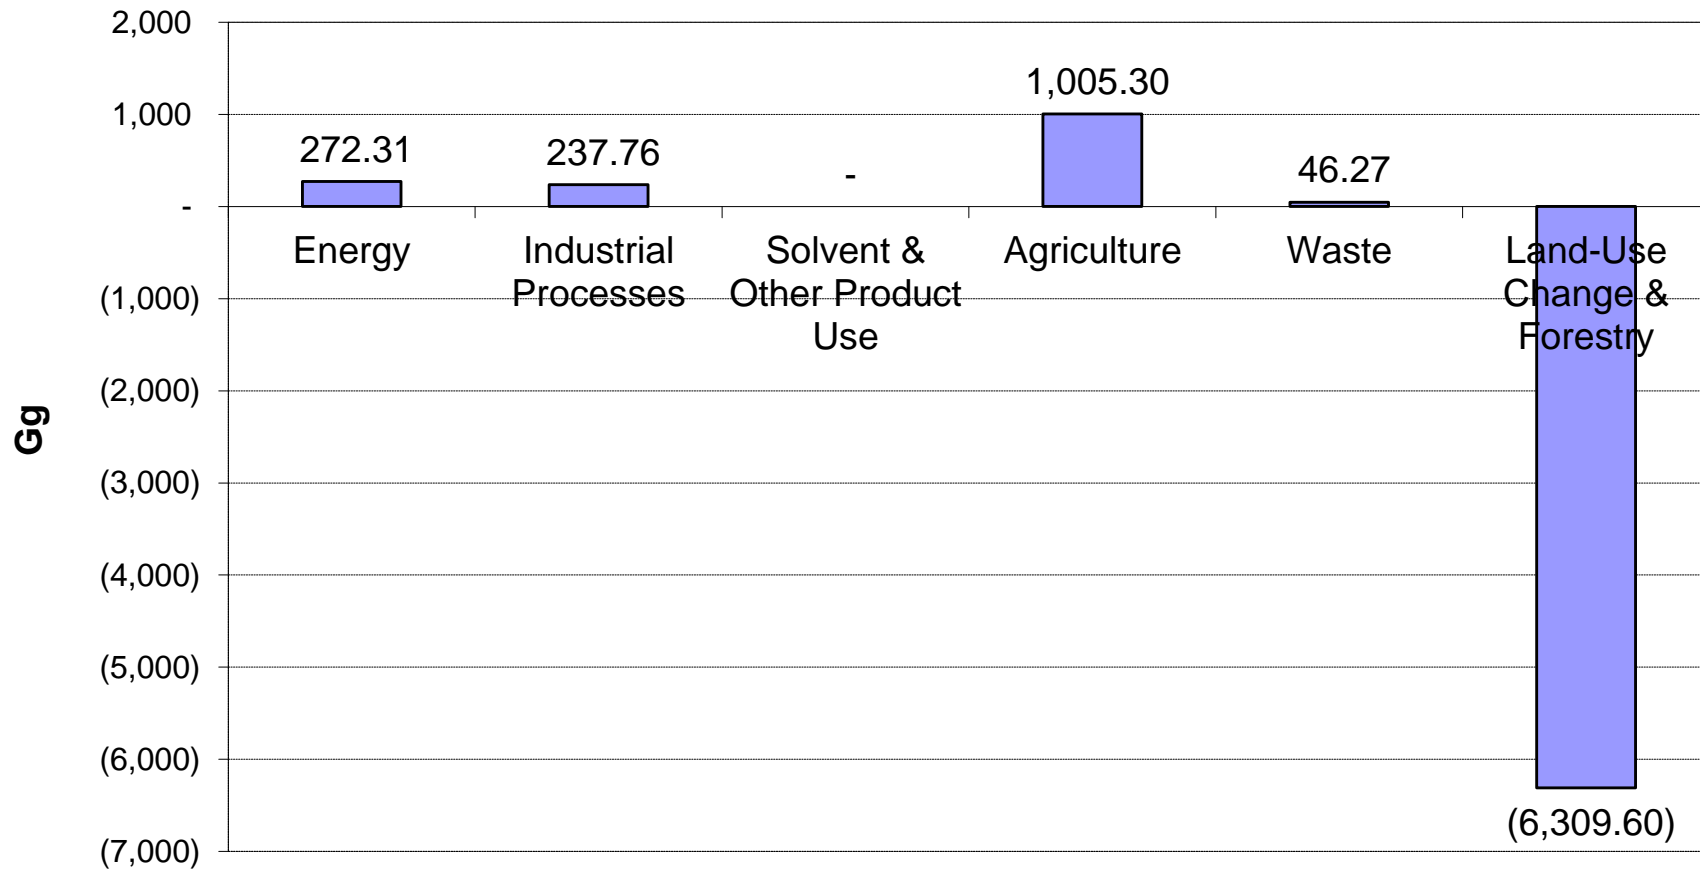 2,000
1,000
-
(1,000)
(2,000)
(3,000)
(4,000)
(5,000)
(6,000)
(7,000)
Gg
272.31
237.76
-
1,005.30
46.27
(6,309.60)
Energy
Industrial
Processes
Solvent &
Other Product
Use
Agriculture
Waste
Land-Use
Change &
Forestry